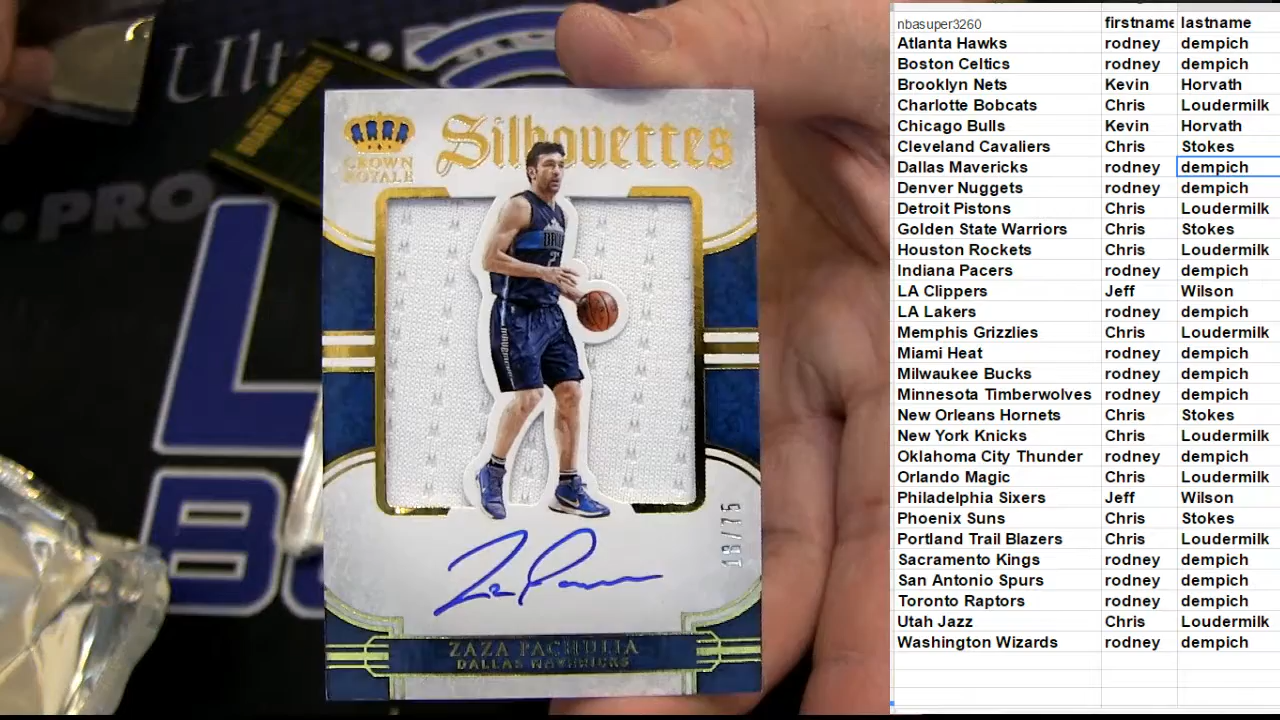 Ult
PRO
L
B
CROWN
ROYALE
Silhouettes
18/75
ZAZA PACHULIA
DALLAS MAVERICKS
nbasuper3260 firstname lastname
Atlanta Hawks rodney dempich
Boston Celtics rodney dempich
Brooklyn Nets Kevin Horvath
Charlotte Bobcats Chris Loudermilk
Chicago Bulls Kevin Horvath
Cleveland Cavaliers Chris Stokes
Dallas Mavericks rodney dempich
Denver Nuggets rodney dempich
Detroit Pistons Chris Loudermilk
Golden State Warriors Chris Stokes
Houston Rockets Chris Loudermilk
Indiana Pacers rodney dempich
LA Clippers Jeff Wilson
LA Lakers rodney dempich
Memphis Grizzlies Chris Loudermilk
Miami Heat rodney dempich
Milwaukee Bucks rodney dempich
Minnesota Timberwolves rodney dempich
New Orleans Hornets Chris Stokes
New York Knicks Chris Loudermilk
Oklahoma City Thunder rodney dempich
Orlando Magic Chris Loudermilk
Philadelphia Sixers Jeff Wilson
Phoenix Suns Chris Stokes
Portland Trail Blazers Chris Loudermilk
Sacramento Kings rodney dempich
San Antonio Spurs rodney dempich
Toronto Raptors rodney dempich
Utah Jazz Chris Loudermilk
Washington Wizards rodney dempich